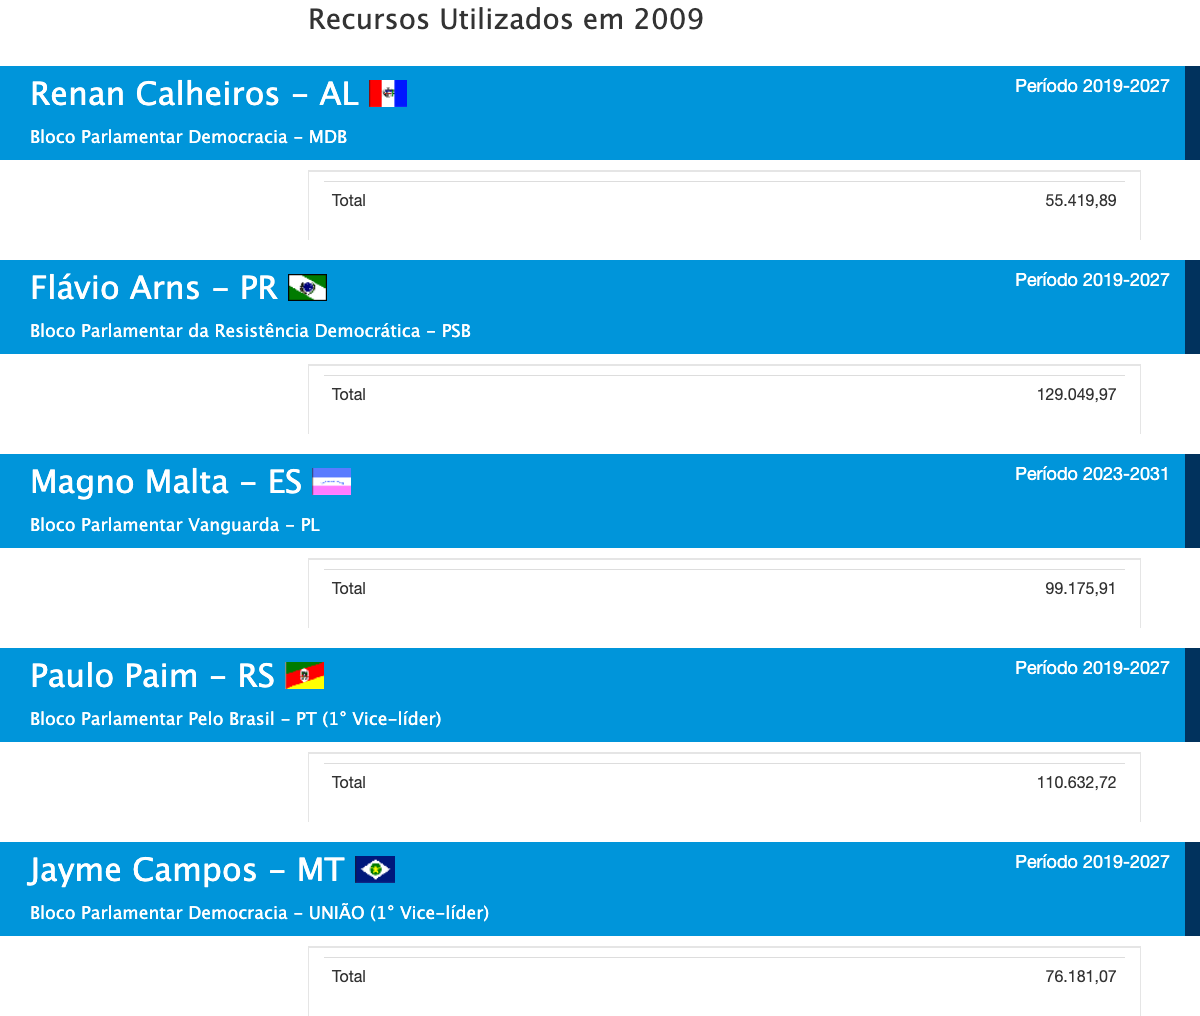 Recursos Utilizados em 2009
Renan Calheiros – AL
Período 2019-2027
Bloco Parlamentar Democracia – MDB
Total 55.419,89
Flávio Arns – PR
Período 2019-2027
Bloco Parlamentar da Resistência Democrática – PSB
Total 129.049,97
Magno Malta – ES
Período 2023-2031
Bloco Parlamentar Vanguarda – PL
Total 99.175,91
Paulo Paim – RS
Período 2019-2027
Bloco Parlamentar Pelo Brasil – PT (1° Vice-líder)
Total 110.632,72
Jayme Campos – MT
Período 2019-2027
Bloco Parlamentar Democracia – UNIÃO (1° Vice-líder)
Total 76.181,07